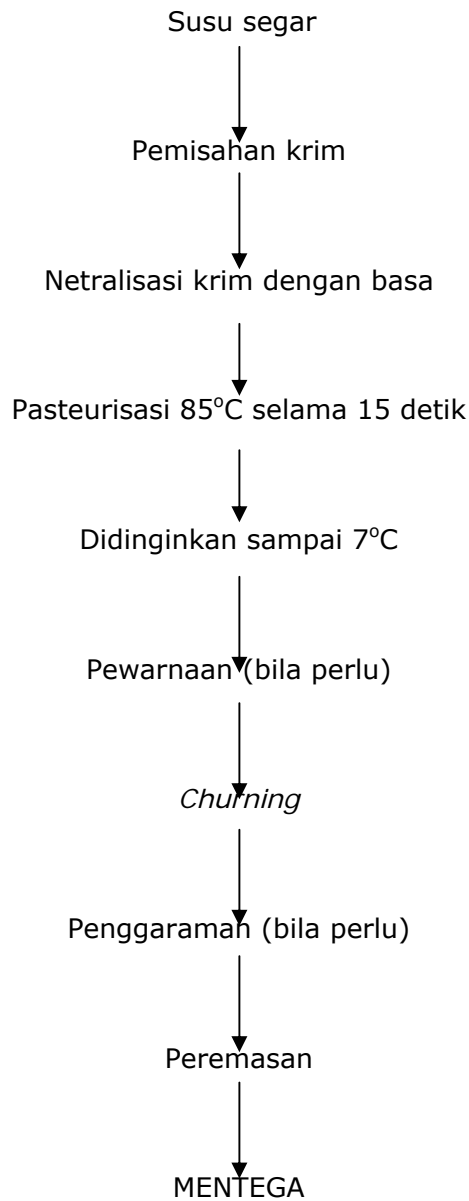 Susu segar
Pemisahan krim
Netralisasi krim dengan basa
Pasteurisasi 85°C selama 15 detik
Didinginkan sampai 7°C
Pewarnaan (bila perlu)
Churning
Penggaraman (bila perlu)
Peremasan
MENTEGA